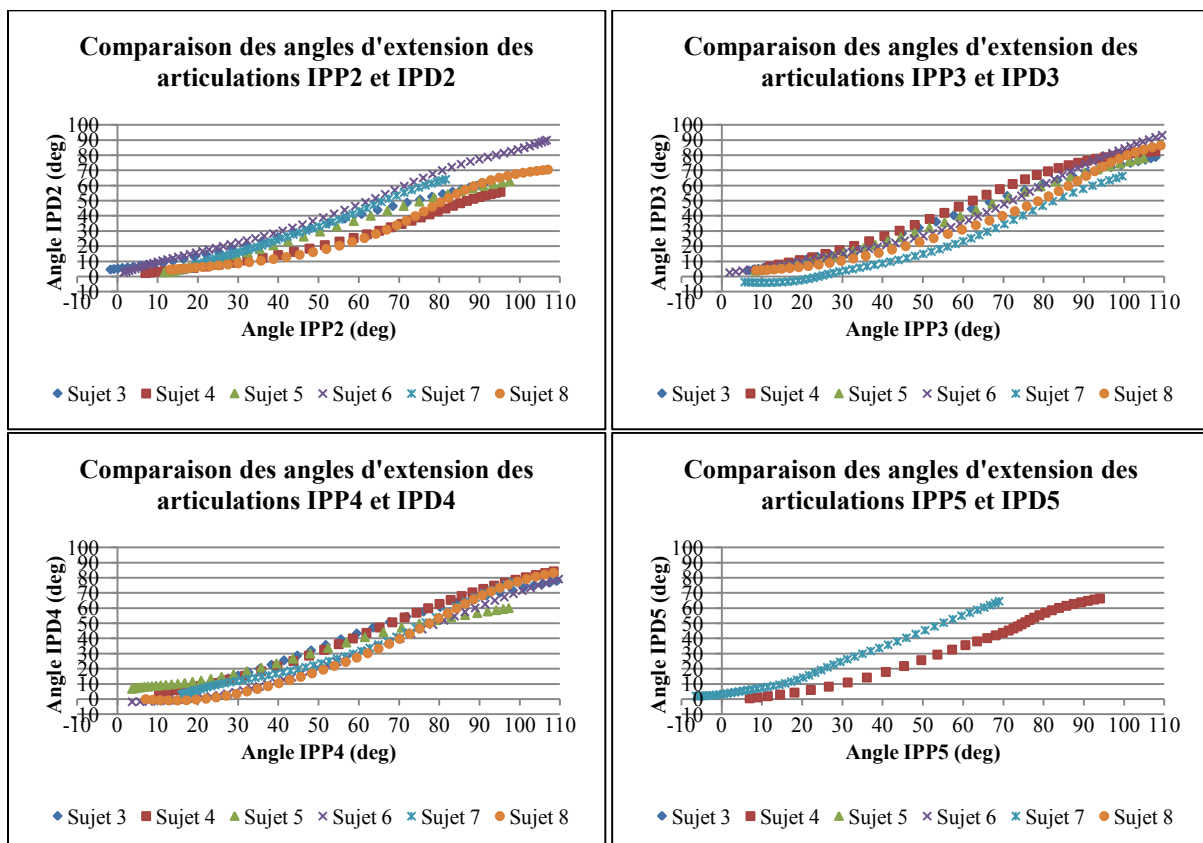 Comparaison des angles d'extension des
articulations IPP2 et IPD2
Angle IPD2 (deg)
100
90
80
70
60
50
40
30
20
10
0
-10
0 10 20 30 40 50 60 70 80 90 100 110
Angle IPP2 (deg)
Sujet 3 Sujet 4 Sujet 5 Sujet 6 Sujet 7 Sujet 8
Comparaison des angles d'extension des
articulations IPP3 et IPD3
Angle IPD3 (deg)
100
90
80
70
60
50
40
30
20
10
0
-10
0 10 20 30 40 50 60 70 80 90 100 110
Angle IPP3 (deg)
Sujet 3 Sujet 4 Sujet 5 Sujet 6 Sujet 7 Sujet 8
Comparaison des angles d'extension des
articulations IPP4 et IPD4
Angle IPD4 (deg)
100
90
80
70
60
50
40
30
20
10
0
-10
0 10 20 30 40 50 60 70 80 90 100 110
Angle IPP4 (deg)
Sujet 3 Sujet 4 Sujet 5 Sujet 6 Sujet 7 Sujet 8
Comparaison des angles d'extension des
articulations IPP5 et IPD5
Angle IPD5 (deg)
100
90
80
70
60
50
40
30
20
10
0
-10
0 10 20 30 40 50 60 70 80 90 100 110
Angle IPP5 (deg)
Sujet 3 Sujet 4 Sujet 5 Sujet 6 Sujet 7 Sujet 8